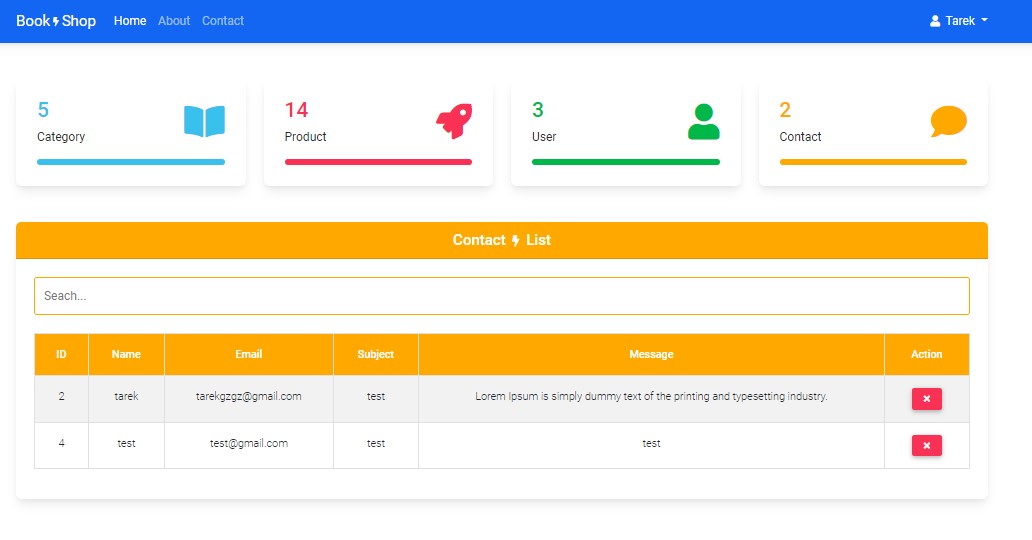 Book Shop Home About Contact Tarek
5 14 3 2
Category Product User Contact
Contact List
Seach...
ID Name Email Subject Message Action
2 tarek tarekgzgz@gmail.com test Lorem Ipsum is simply dummy text of the printing and typesetting industry.
4 test test@gmail.com test test